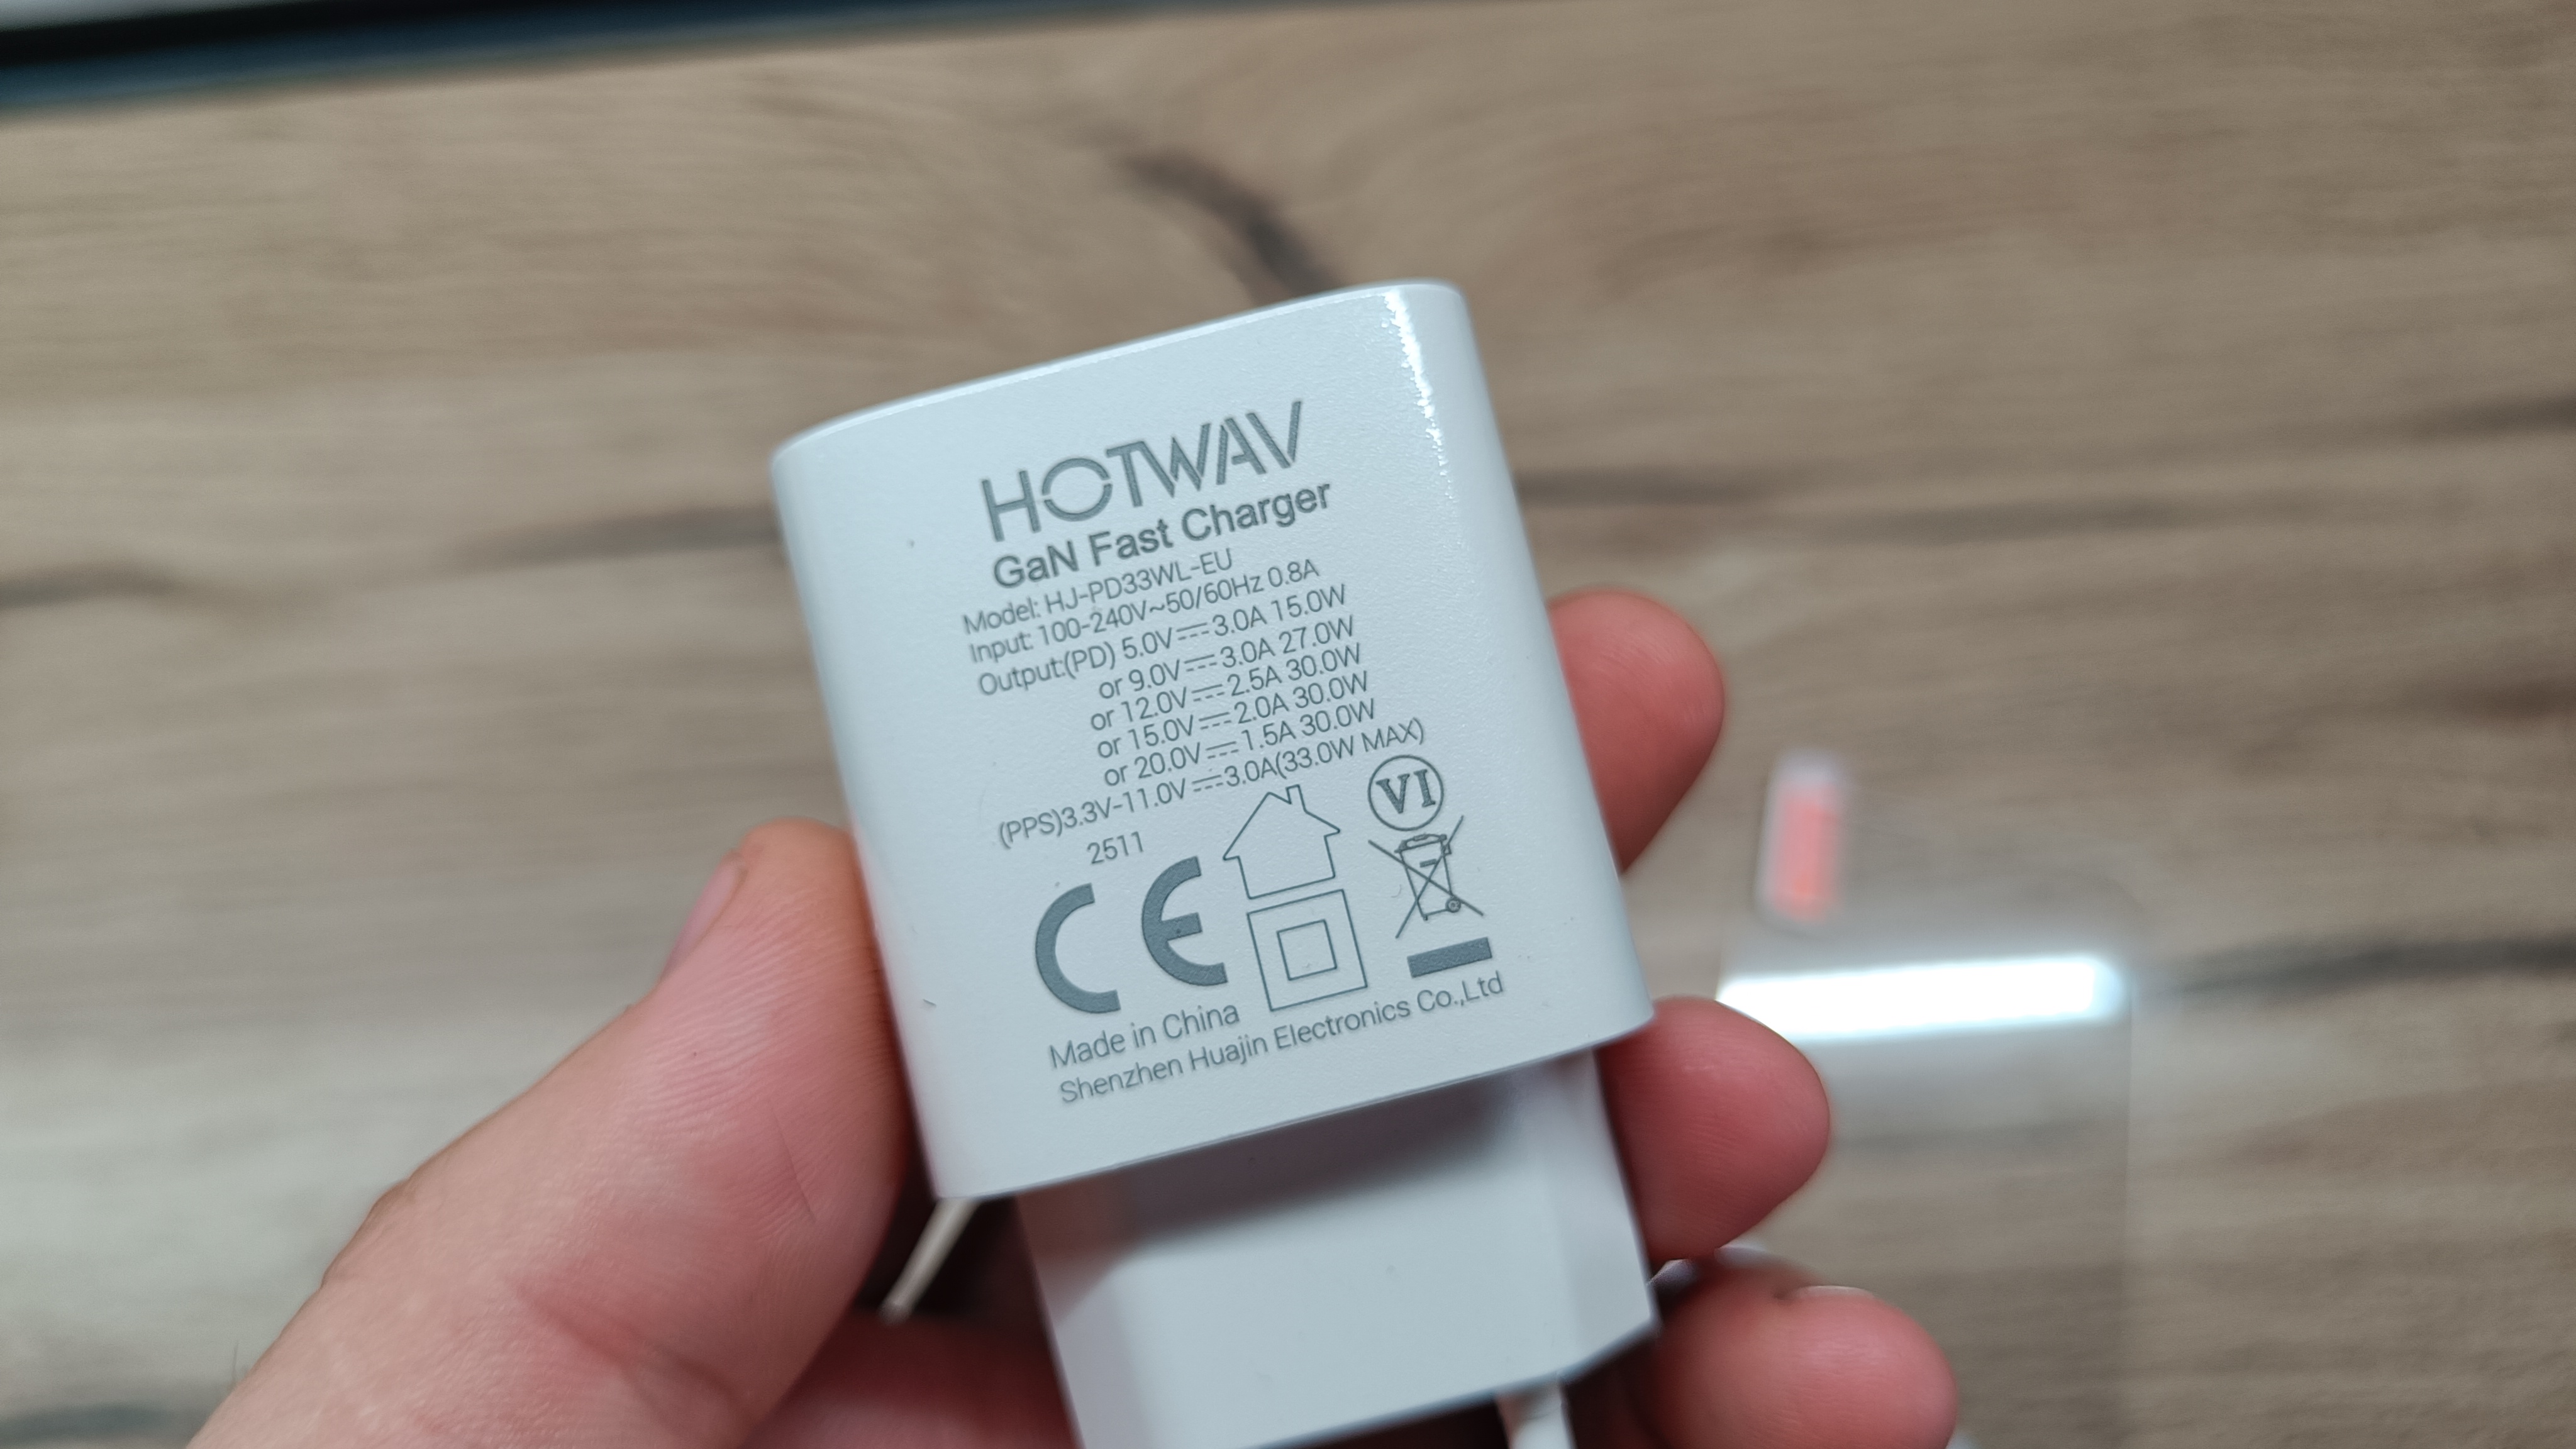 HOTWAV
GaN Fast Charger
Model: HJ-PD33WL-EU
Input: 100-240V~50/60Hz 0.8A
Output:(PD) 5.0V⎓3.0A 15.0W
or 9.0V⎓3.0A 27.0W
or 12.0V⎓2.5A 30.0W
or 15.0V⎓2.0A 30.0W
or 20.0V⎓1.5A 30.0W
(PPS)3.3V-11.0V⎓3.0A(33.0W MAX)
2511
VI
CE
Made in China
Shenzhen Huajin Electronics Co.,Ltd